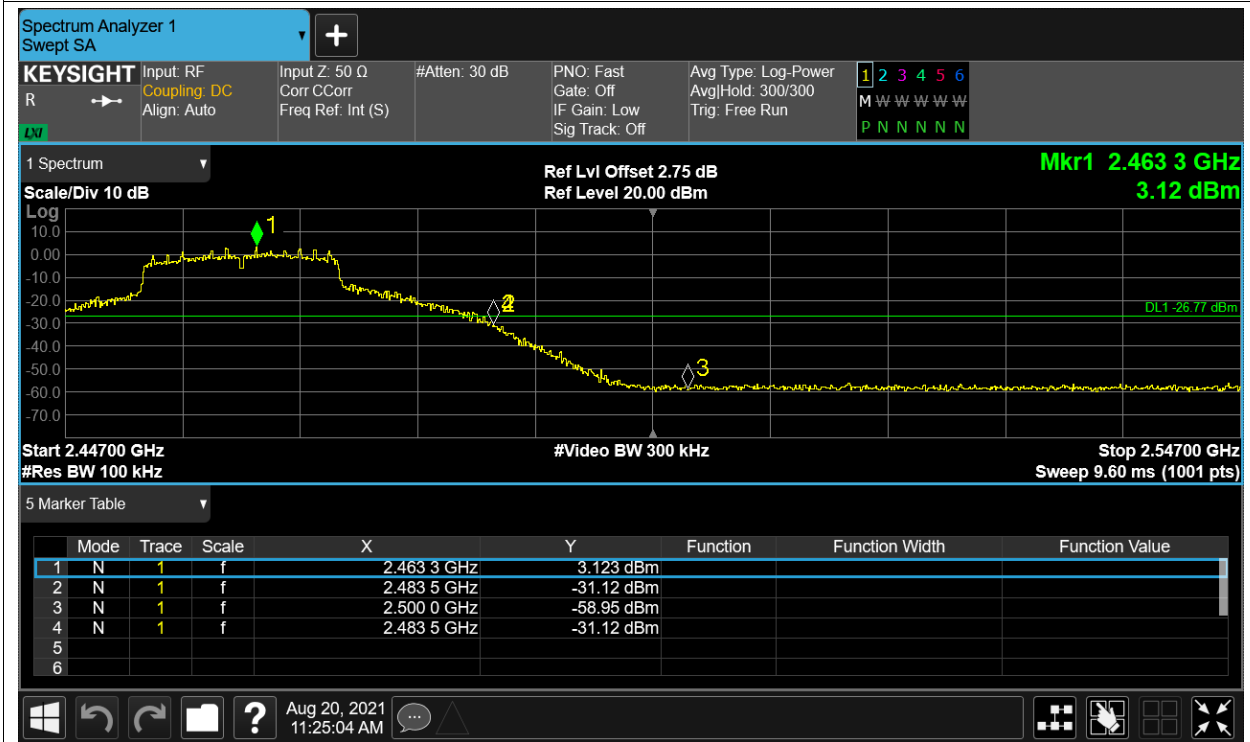 Spectrum Analyzer 1
Swept SA
+
KEYSIGHT
R
LXI
Input: RF
Coupling: DC
Align: Auto
Input Z: 50 Ω
Corr CCorr
Freq Ref: Int (S)
#Atten: 30 dB
PNO: Fast
Gate: Off
IF Gain: Low
Sig Track: Off
Avg Type: Log-Power
Avg|Hold: 300/300
Trig: Free Run
1 2 3 4 5 6
M W W W W W
P N N N N N
1 Spectrum
Scale/Div 10 dB
Ref Lvl Offset 2.75 dB
Ref Level 20.00 dBm
Mkr1 2.463 3 GHz
3.12 dBm
Log
10.0
0.00
-10.0
-20.0
-30.0
-40.0
-50.0
-60.0
-70.0
1
2
3
DL1 -26.77 dBm
Start 2.44700 GHz
#Res BW 100 kHz
#Video BW 300 kHz
Stop 2.54700 GHz
Sweep 9.60 ms (1001 pts)
5 Marker Table
Mode Trace Scale X Y Function Function Width Function Value
1 N 1 f 2.463 3 GHz 3.123 dBm
2 N 1 f 2.483 5 GHz -31.12 dBm
3 N 1 f 2.500 0 GHz -58.95 dBm
4 N 1 f 2.483 5 GHz -31.12 dBm
5
6
?
Aug 20, 2021
11:25:04 AM